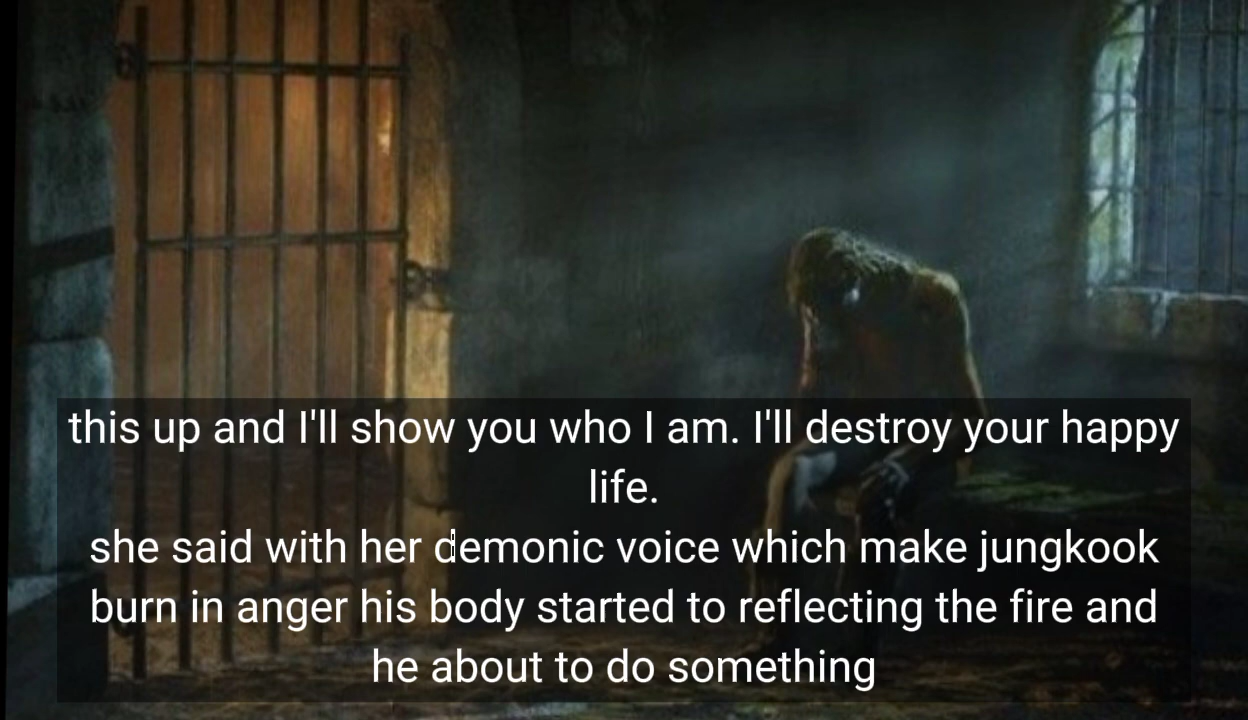 this up and I'll show you who I am. I'll destroy your happy
life.
she said with her demonic voice which make jungkook
burn in anger his body started to reflecting the fire and
he about to do something